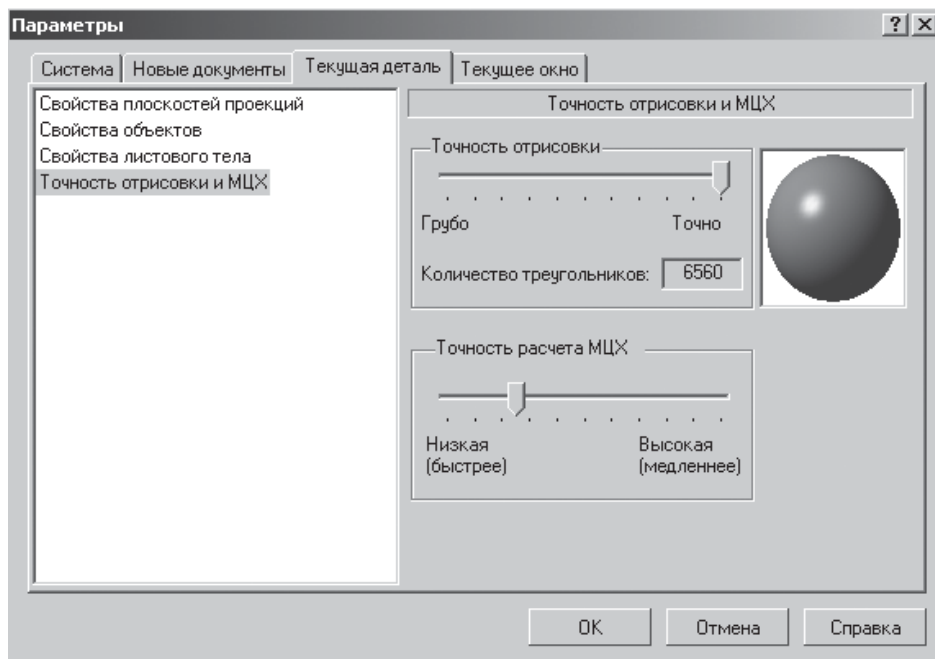 Параметры
Система Новые документы Текущая деталь Текущее окно
Свойства плоскостей проекций
Свойства объектов
Свойства листового тела
Точность отрисовки и МЦХ
Точность отрисовки и МЦХ
Точность отрисовки
Грубо Точно
Количество треугольников: 6560
Точность расчета МЦХ
Низкая (быстрее)
Высокая (медленнее)
OK Отмена Справка